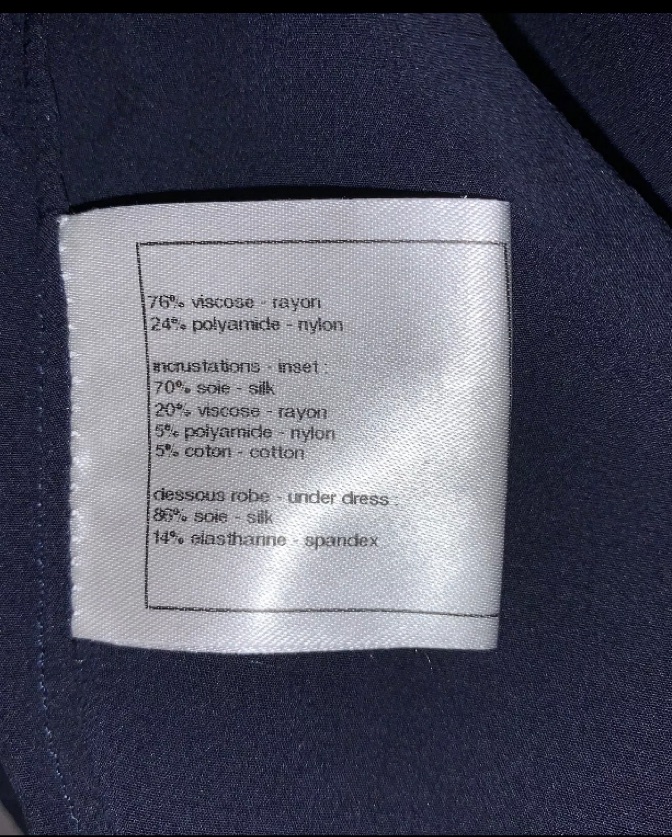 76% viscose - rayon
24% polyamide - nylon
incrustations - inset :
70% soie - silk
20% viscose - rayon
5% polyamide - nylon
5% coton - cotton
dessous robe - under dress :
86% soie - silk
14% elasthanne - spandex